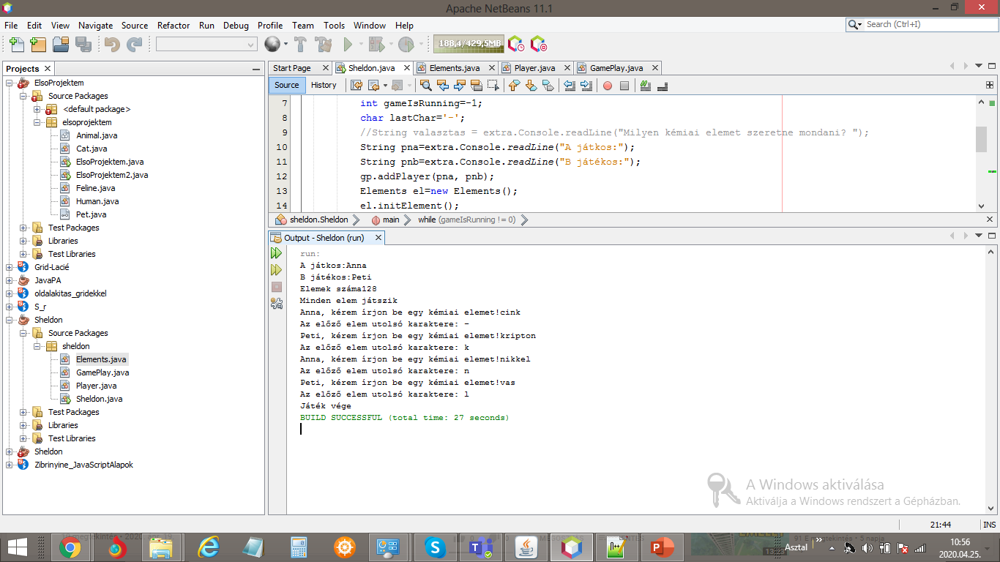 Apache NetBeans 11.1
File Edit View Navigate Source Refactor Run Debug Profile Team Tools Window Help
Search (Ctrl+I)
188,4/429,5MB
Projects
ElsoProjektem
Source Packages
<default package>
elsoprojektem
Animal.java
Cat.java
ElsoProjektem.java
ElsoProjektem2.java
Feline.java
Human.java
Pet.java
Test Packages
Libraries
Test Libraries
Grid-Lacié
JavaPA
oldalakitas_gridekkel
S_r
Sheldon
Source Packages
sheldon
Elements.java
GamePlay.java
Player.java
Sheldon.java
Test Packages
Libraries
Test Libraries
Sheldon
Zibrinyine_JavaScriptAlapok
Start Page Sheldon.java Elements.java Player.java GamePlay.java
Source History
7 int gameIsRunning=-1;
8 char lastChar='-';
9 //String valasztas = extra.Console.readLine("Milyen kémiai elemet szeretne mondani? ");
10 String pna=extra.Console.readLine("A játkos:");
11 String pnb=extra.Console.readLine("B játékos:");
12 gp.addPlayer(pna, pnb);
13 Elements el=new Elements();
14 el.initElement();
sheldon.Sheldon main while (gameIsRunning != 0)
Output - Sheldon (run)
run:
A játkos:Anna
B játékos:Peti
Elemek száma128
Minden elem játszik
Anna, kérem írjon be egy kémiai elemet!cink
Az előző elem utolsó karaktere: -
Peti, kérem írjon be egy kémiai elemet!kripton
Az előző elem utolsó karaktere: k
Anna, kérem írjon be egy kémiai elemet!nikkel
Az előző elem utolsó karaktere: n
Peti, kérem írjon be egy kémiai elemet!vas
Az előző elem utolsó karaktere: l
Játék vége
BUILD SUCCESSFUL (total time: 27 seconds)
A Windows aktiválása
Aktiválja a Windows rendszert a Gépházban.
21:44 INS
Asztal
10:56
2020.04.25.